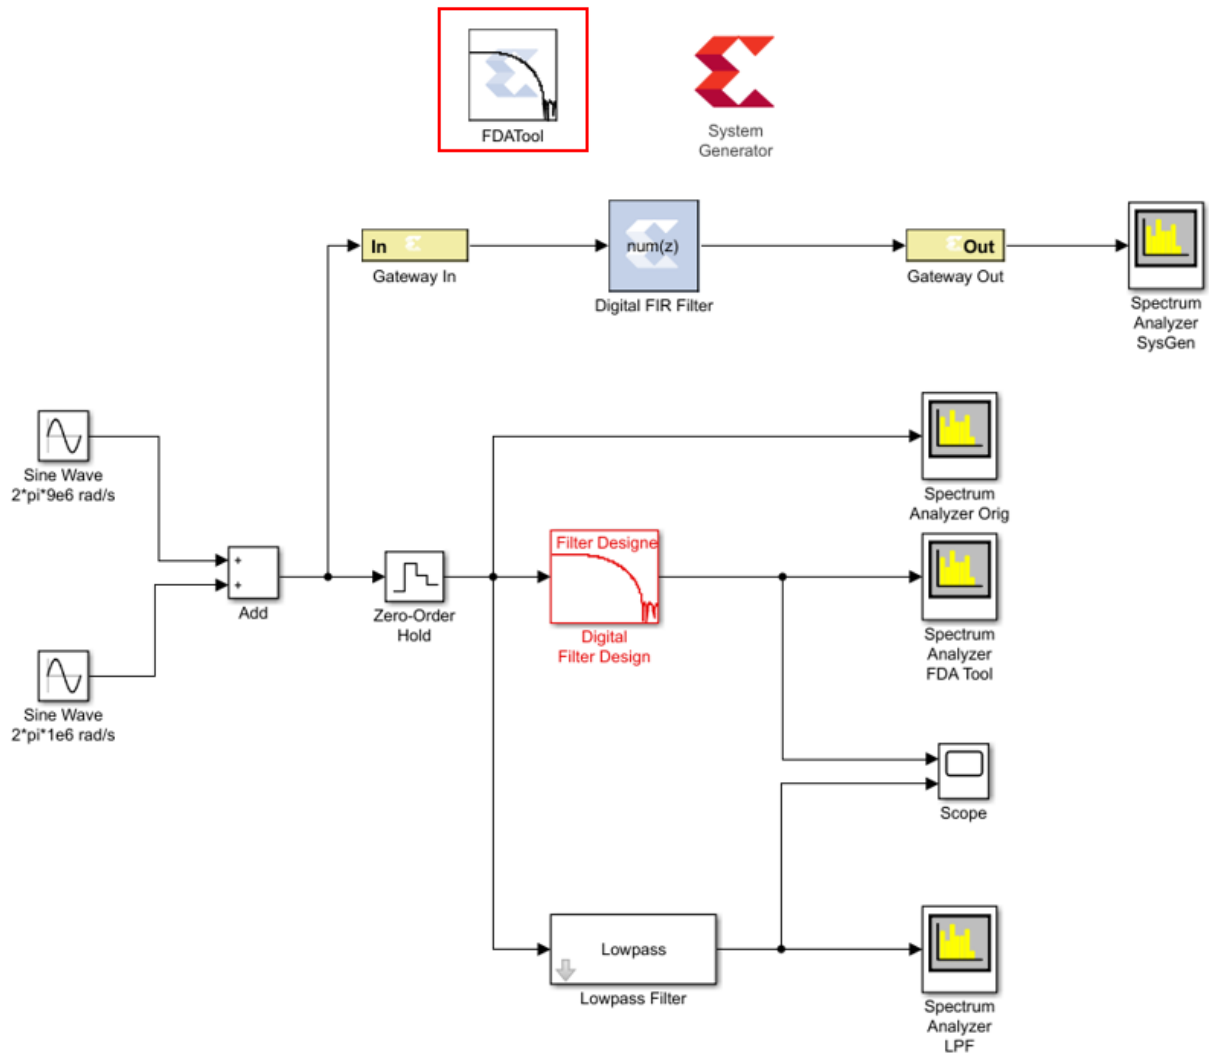 FDATool
System
Generator
In
num(z)
Out
Gateway In
Gateway Out
Digital FIR Filter
Spectrum
Analyzer
SysGen
Sine Wave
2*pi*9e6 rad/s
Spectrum
Analyzer Orig
Filter Designe
+
+
Add
Zero-Order
Hold
Digital
Filter Design
Spectrum
Analyzer
FDA Tool
Sine Wave
2*pi*1e6 rad/s
Scope
Lowpass
Lowpass Filter
Spectrum
Analyzer
LPF